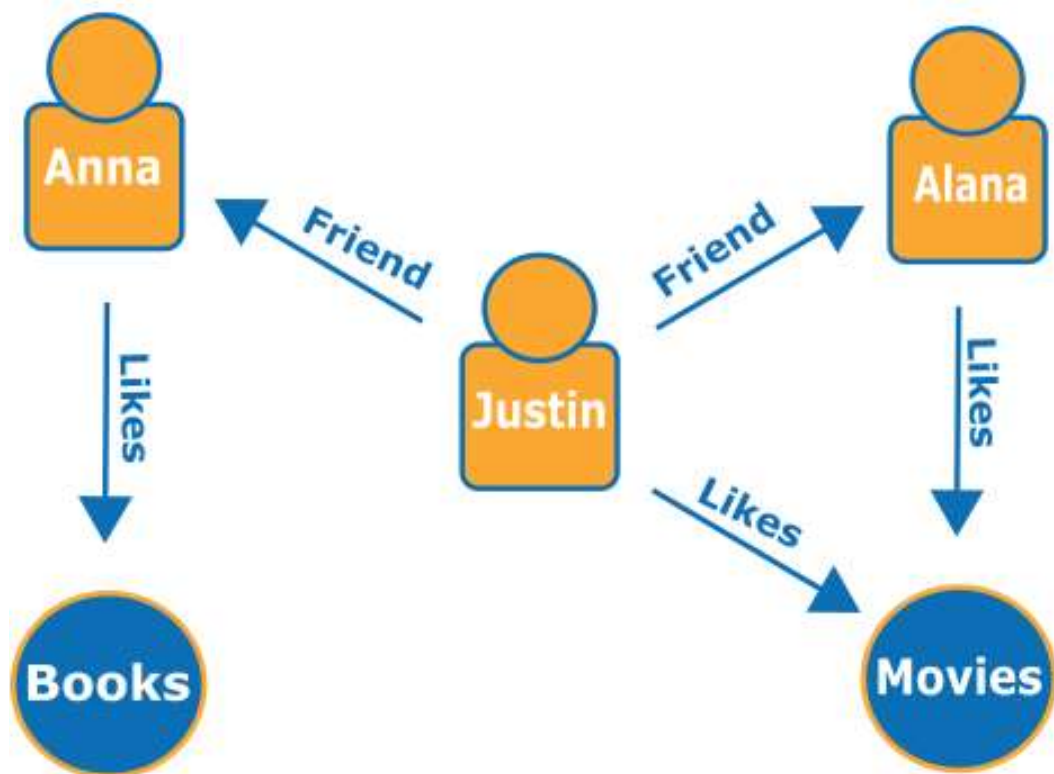 Anna
Alana
Friend
Friend
Justin
Likes
Likes
Likes
Books
Movies